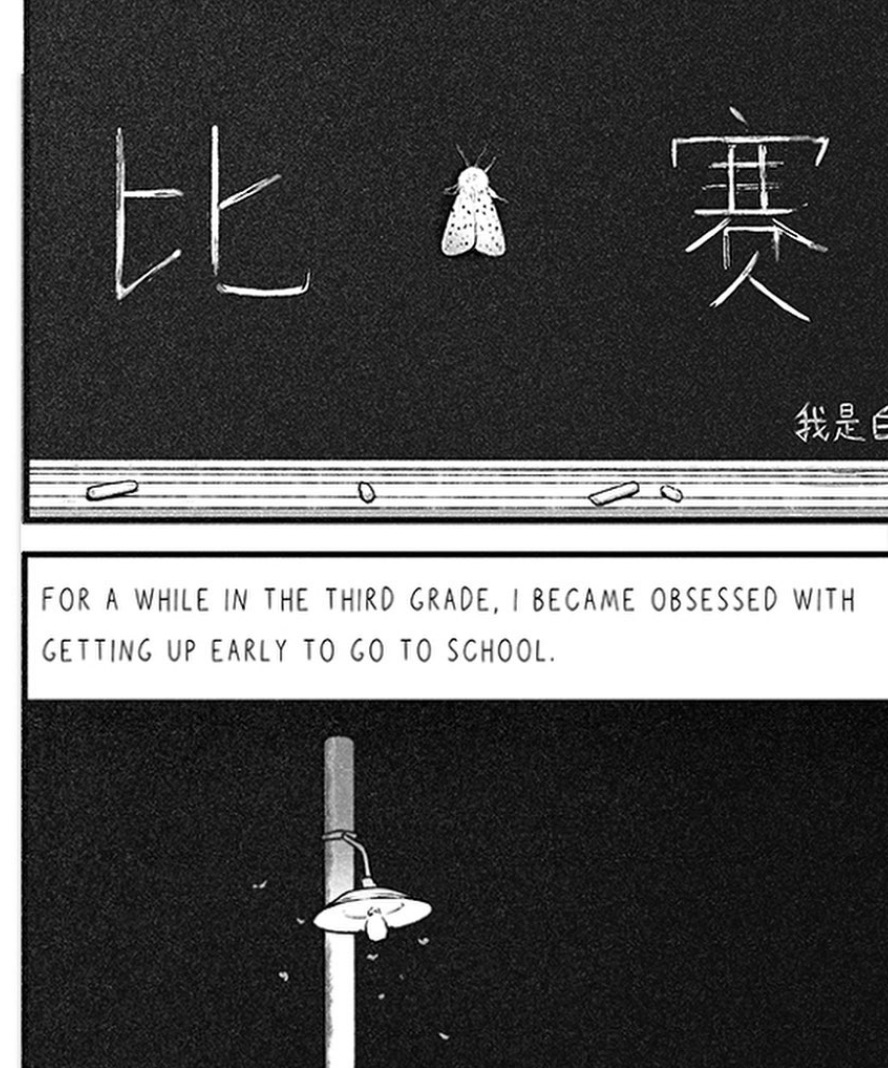 比 赛
我是
FOR A WHILE IN THE THIRD GRADE, I BECAME OBSESSED WITH
GETTING UP EARLY TO GO TO SCHOOL.